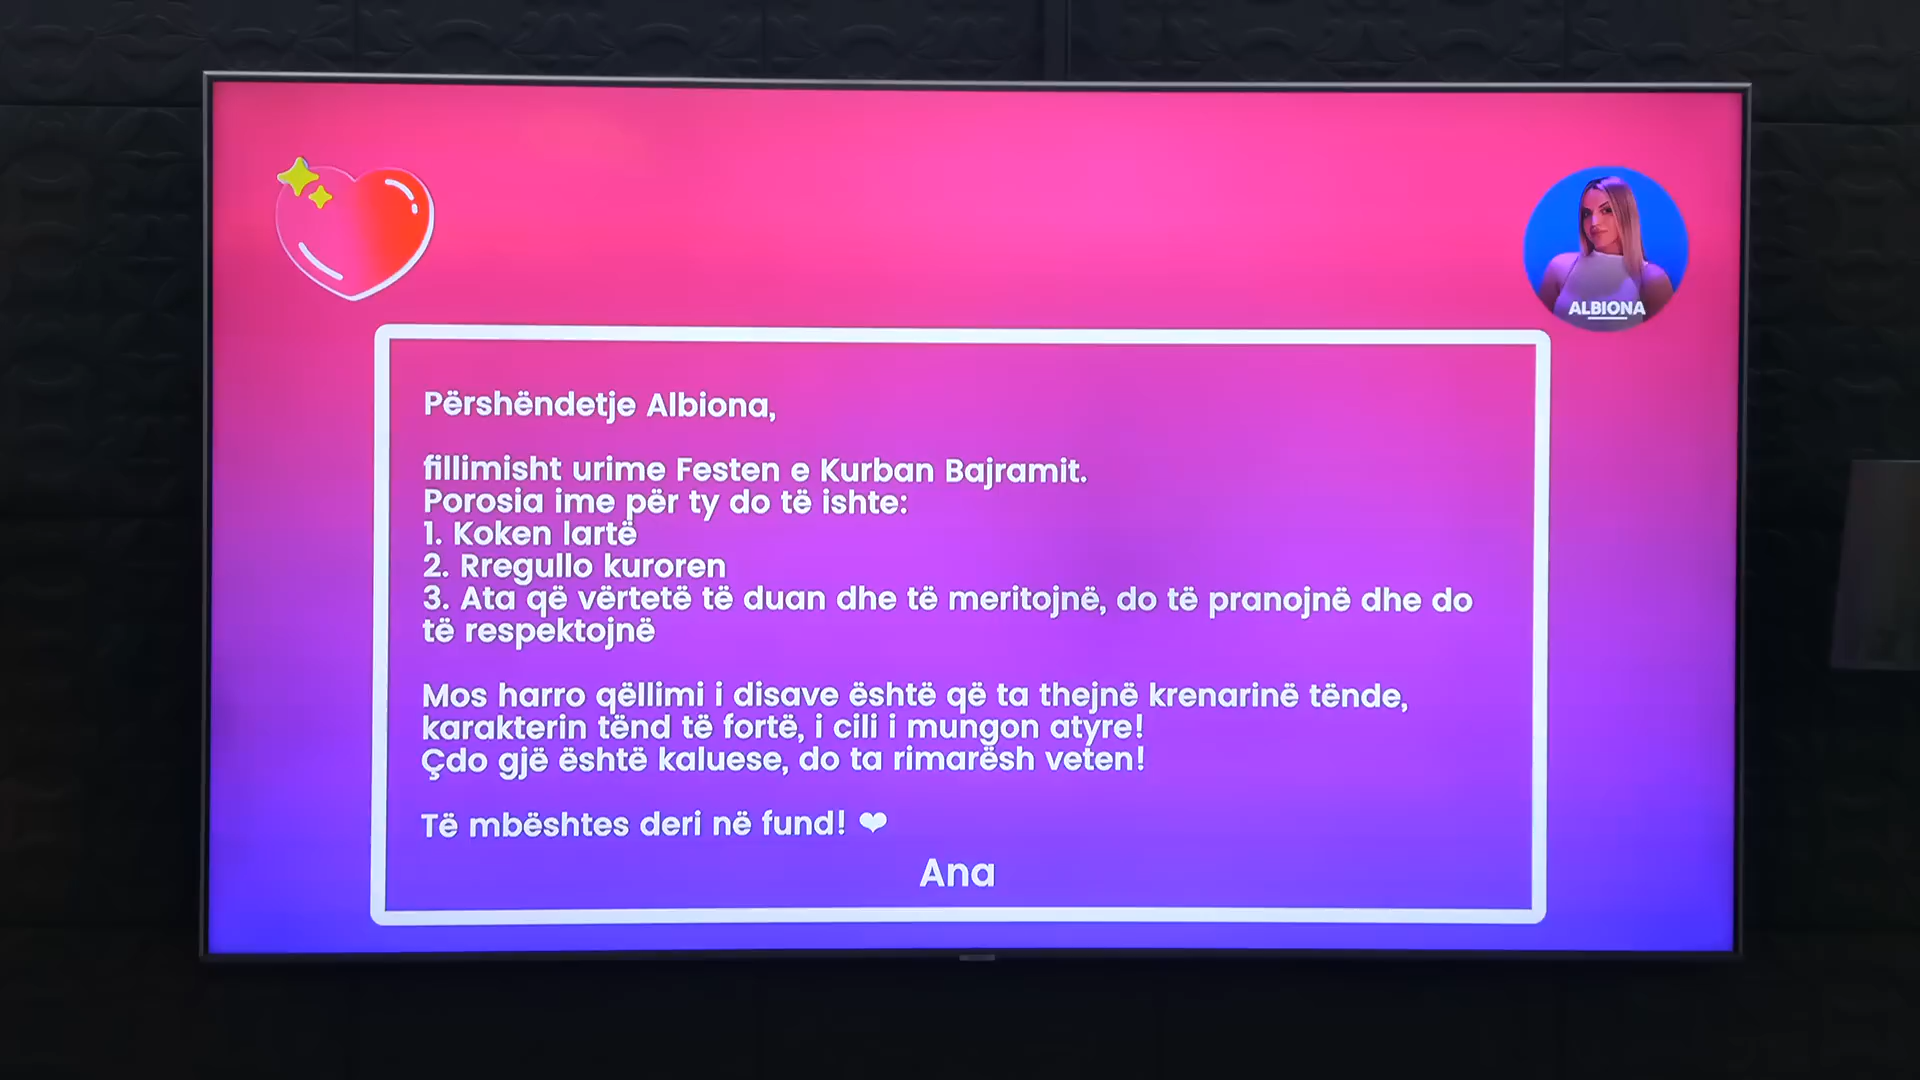 ALBIONA
Përshëndetje Albiona,
fillimisht urime Festen e Kurban Bajramit.
Porosia ime për ty do të ishte:
1. Koken lartë
2. Rregullo kuroren
3. Ata që vërtetë të duan dhe të meritojnë, do të pranojnë dhe do
të respektojnë
Mos harro qëllimi i disave është që ta thejnë krenarinë tënde,
karakterin tënd të fortë, i cili i mungon atyre!
Çdo gjë është kaluese, do ta rimarësh veten!
Të mbështes deri në fund! ❤
Ana